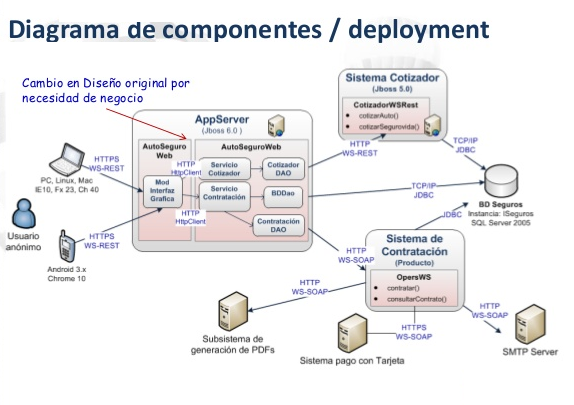 Diagrama de componentes / deployment
Cambio en Diseño original por
necesidad de negocio
Sistema Cotizador
(Jboss 5.0)
CotizadorWSRest
• cotizarAuto()
• cotizarSegurovida()
AppServer
(Jboss 6.0 )
AutoSeguro
Web
AutoSeguroWeb
HTTP
HttpClient
Servicio
Cotizador
Cotizador
DAO
Mod
Interfaz
Grafica
Servicio
Contratación
BDDao
HTTP
HttpClient
Contratación
DAO
HTTPS
WS-REST
PC, Linux, Mac
IE10, Fx 23, Ch 40
Usuario
anónimo
HTTPS
WS-REST
Android 3.x
Chrome 10
HTTP
WS-REST
TCP/IP
JDBC
TCP/IP
JDBC
BD Seguros
Instancia: ISeguros
SQL Server 2005
JDBC
HTTP
WS-SOAP
Sistema de
Contratación
(Producto)
OpersWS
• contratar()
• consultarContrato()
HTTP
WS-SOAP
Subsistema de
generación de PDFs
HTTPS
WS-SOAP
Sistema pago con Tarjeta
HTTP
WS-SOAP
SMTP Server